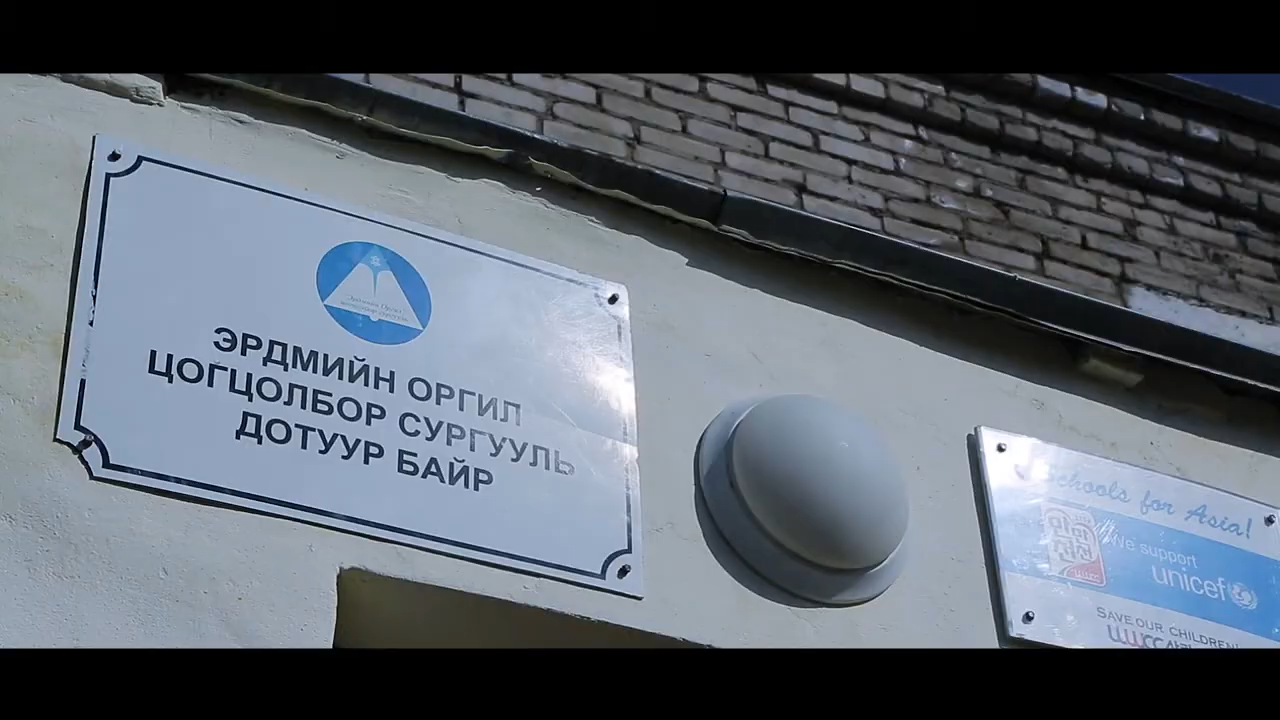 ЭРДМИЙН ОРГИЛ
ЦОГЦОЛБОР СУРГУУЛЬ
ДОТУУР БАЙР
Schools for Asia!
We support
unicef
SAVE OUR CHILDREN!